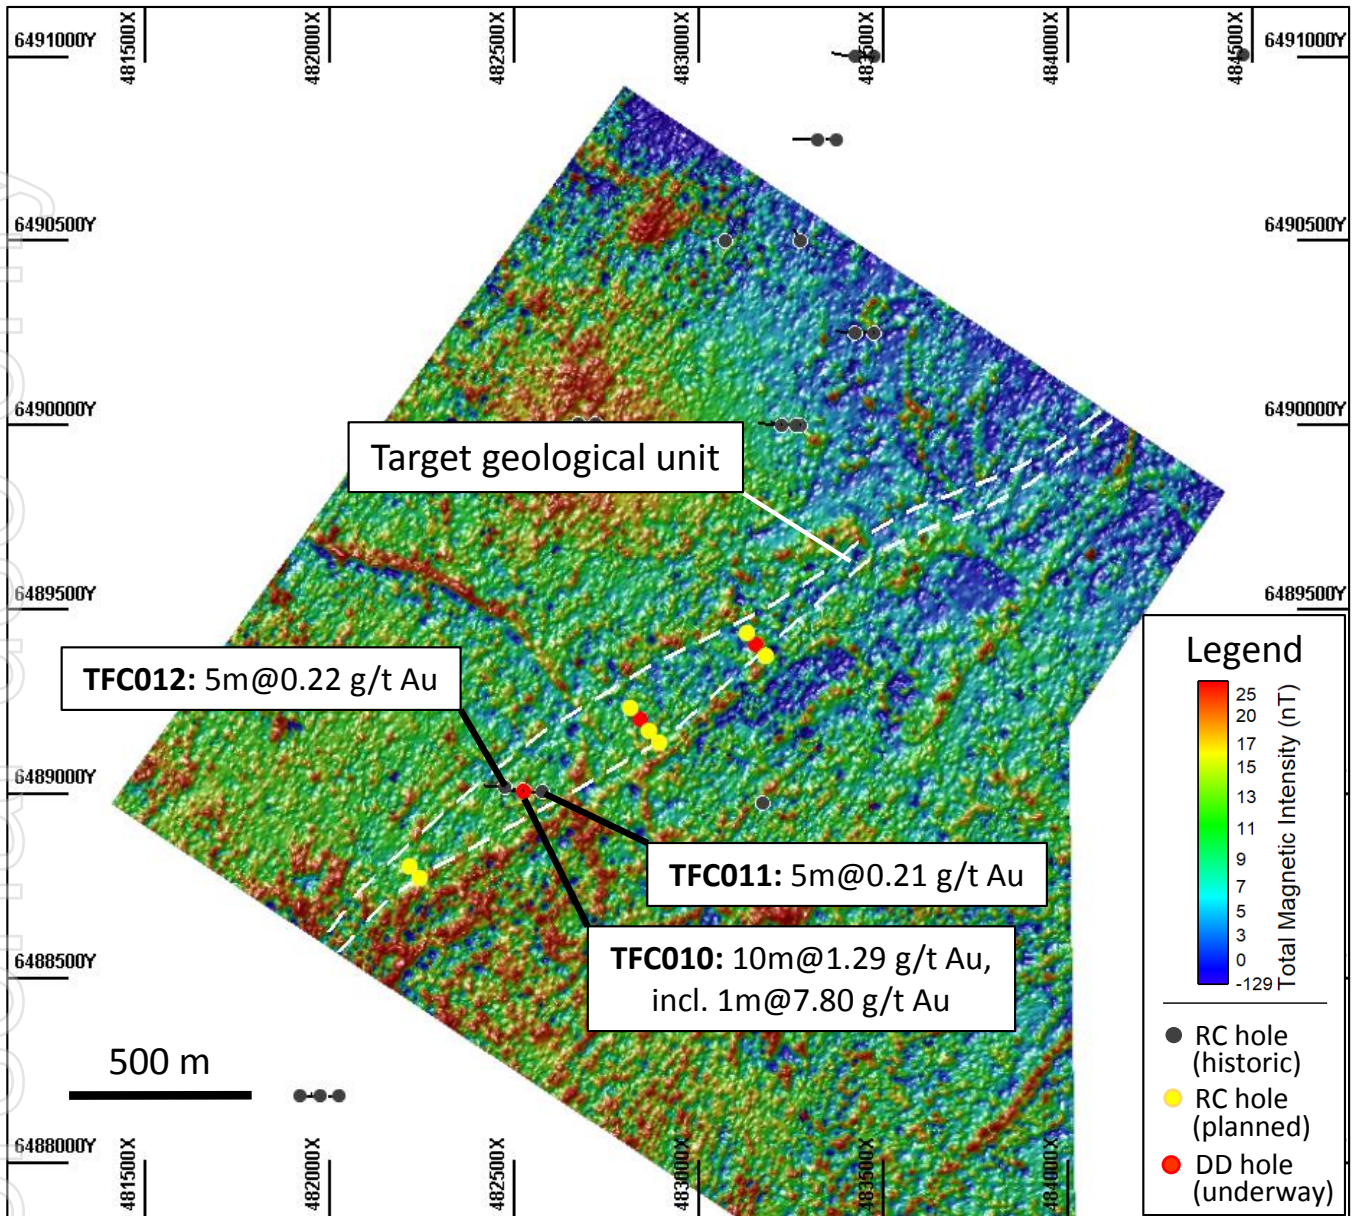 481500X
482000X
482500X
483000X
483500X
484000X
484500X
6491000Y
6491000Y
6490500Y
6490500Y
6490000Y
6490000Y
Target geological unit
6489500Y
6489500Y
TFC012: 5m@0.22 g/t Au
6489000Y
TFC011: 5m@0.21 g/t Au
TFC010: 10m@1.29 g/t Au,
incl. 1m@7.80 g/t Au
6488500Y
500 m
6488000Y
481500X
482000X
482500X
483000X
483500X
484000X
Legend
25
20
17
15
13
11
9
7
5
3
0
-129
Total Magnetic Intensity (nT)
RC hole
(historic)
RC hole
(planned)
DD hole
(underway)